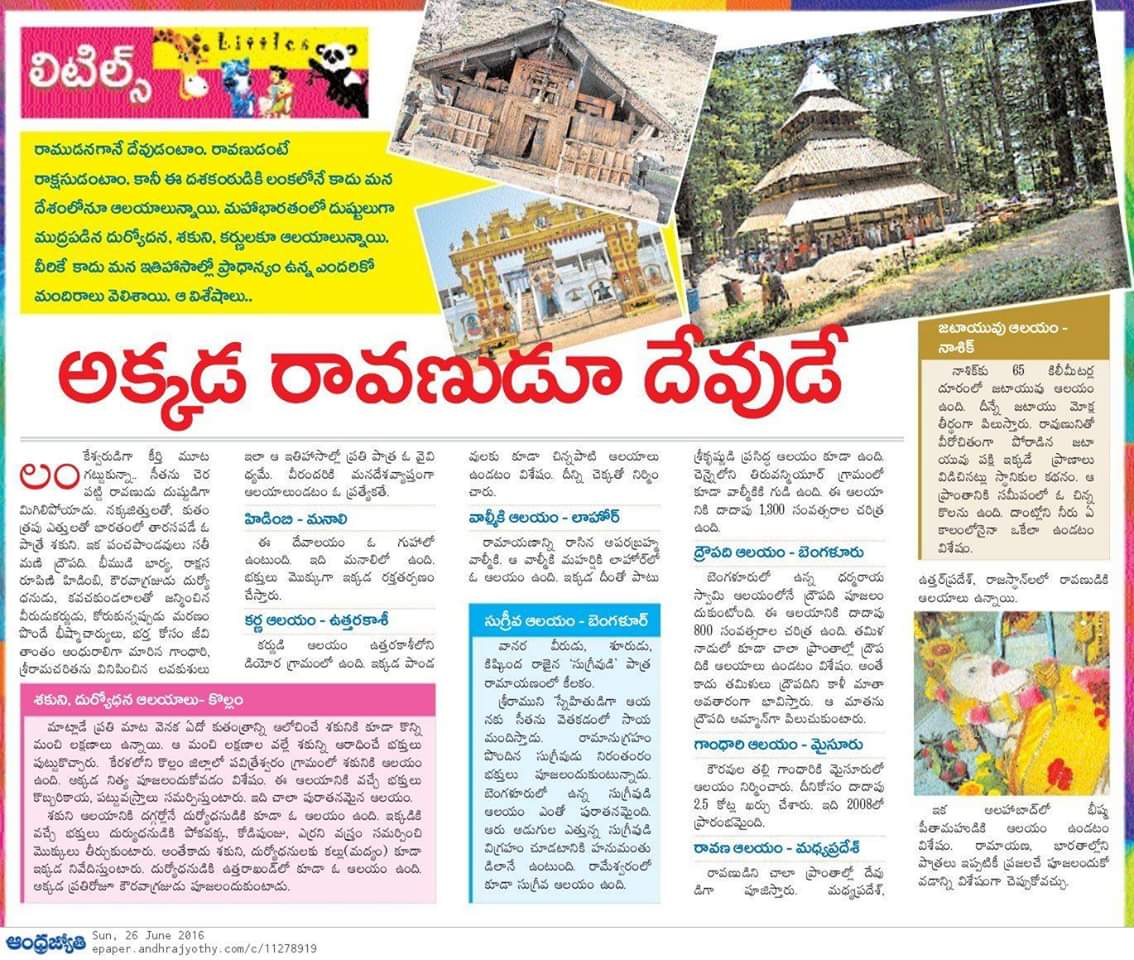 లిటిల్స్
Littles
రాముడనగానే దేవుడంటాం. రావణుడంటే
రాక్షసుడంటాం. కానీ ఈ దశకంఠుడికి లంకలోనే కాదు మన
దేశంలోనూ ఆలయాలున్నాయి. మహాభారతంలో దుష్టులుగా
ముద్రపడిన దుర్యోధన, శకుని, కర్ణులకూ ఆలయాలున్నాయి.
వీరికే కాదు మన ఇతిహాసాల్లో ప్రాధాన్యం ఉన్న ఎందరికో
మందిరాలు వెలిశాయి. ఆ విశేషాలు..
అక్కడ రావణుడూ దేవుడే
లంకేశ్వరుడిగా కీర్తి మూట
గట్టుకున్నా.. సీతను చెర
పట్టి రావణుడు దుష్టుడిగా
మిగిలిపోయాడు. నక్కజిత్తులతో, కుతం
త్రపు ఎత్తులతో భారతంలో తారసపడే ఓ
పాత్రే శకుని. ఇక పంచపాండవులు సతీ
మణి ద్రౌపది. భీముడి భార్య, రాక్షస
రూపిణి హిడింబి, కౌరవాగ్రజుడు దుర్యో
ధనుడు, కవచకుండలాతో జన్మించిన
వీరుడుకర్ణుడు, కోరుకున్నప్పుడు మరణం
పొందే భీష్మాచార్యులు, భర్త కోసం జీవి
తాంతం అంధురాలిగా మారిన గాంధారి,
శ్రీరామచరితను వినిపించిన లవకుశులు
ఇలా ఆ ఇతిహాసాల్లో ప్రతి పాత్ర ఓ వైవి
ధ్యమే. వీరందరికి మనదేశవ్యాప్తంగా
ఆలయాలుండటం ఓ ప్రత్యేకతే.
హిడింబి - మనాలి
ఈ దేవాలయం ఓ గుహాలో
ఉంటుంది. ఇది మనాలిలో ఉంది.
భక్తులు మొక్కుగా ఇక్కడ రక్తతర్పణం
చేస్తారు.
కర్ణ ఆలయం - ఉత్తరకాశీ
కర్ణుడి ఆలయం ఉత్తరకాశీలోని
డియోర గ్రామంలో ఉంది. ఇక్కడ పాండ
వులకు కూడా చిన్నపాటి ఆలయాలు
ఉండటం విశేషం. దీన్ని చెక్కతో నిర్మిం
చారు.
వాల్మీకి ఆలయం - లాహోర్
రామాయణాన్ని రాసిన అపరబ్రహ్మ
వాల్మీకి. ఆ వాల్మీకి మహర్షికి లాహోర్‌లో
ఓ ఆలయం ఉంది. ఇక్కడ దీంతో పాటు
శ్రీకృష్ణుడి ప్రసిద్ధ ఆలయం కూడా ఉంది.
చెన్నైలోని తిరువన్మియూర్ గ్రామంలో
కూడా వాల్మీకికి గుడి ఉంది. ఈ ఆలయా
నికి దాదాపు 1,300 సంవత్సరాల చరిత్ర
ఉంది.
ద్రౌపది ఆలయం - బెంగళూరు
బెంగళూరులో ఉన్న ధర్మరాయ
స్వామి ఆలయంలోనే ద్రౌపది పూజలం
దుకుంటోంది. ఈ ఆలయానికి దాదాపు
800 సంవత్సరాల చరిత్ర ఉంది. తమిళ
నాడులో కూడా చాలా ప్రాంతాల్లో ద్రౌప
దికి ఆలయాలు ఉండటం విశేషం. అంతే
కాదు తమిళులు ద్రౌపదిని కాళీ మాతా
అవతారంగా భావిస్తారు. ఆ మాతను
ద్రౌపది అమ్మాన్‌గా పిలుచుకుంటారు.
గాంధారి ఆలయం - మైసూరు
కౌరవుల తల్లి గాంధారికి మైసూరులో
ఆలయం నిర్మించారు. దీనికోసం దాదాపు
2.5 కోట్ల ఖర్చు చేశారు. ఇది 2008లో
ప్రారంభమైంది.
రావణ ఆలయం - మధ్యప్రదేశ్
రావణుడిని చాలా ప్రాంతాల్లో దేవు
డిగా పూజిస్తారు. మధ్యప్రదేశ్,
ఉత్తర్‌ప్రదేశ్, రాజస్థాన్‌లలో రావణుడికి
ఆలయాలు ఉన్నాయి.
ఇక అలహాబాద్‌లో భీష్మ
పితామహుడికి ఆలయం ఉండటం
విశేషం. రామాయణ, భారతాల్లోని
పాత్రలు ఇప్పటికీ ప్రజలచే పూజలందుకో
వడాన్ని విశేషంగా చెప్పుకోవచ్చు.
శకుని, దుర్యోధన ఆలయాలు- కొల్లం
మాట్లాడే ప్రతి మాట వెనక ఏదో కుతంత్రాన్ని ఆలోచించే శకునికి కూడా కొన్ని
మంచి లక్షణాలు ఉన్నాయి. ఆ మంచి లక్షణాల వల్లే శకున్ని ఆరాధించే భక్తులు
పుట్టుకొచ్చారు. కేరళలోని కొల్లం జిల్లాలో పవిత్రేశ్వరం గ్రామంలో శకునికి ఆలయం
ఉంది. అక్కడ నిత్య పూజలందుకోవడం విశేషం. ఈ ఆలయానికి వచ్చే భక్తులు
కొబ్బరికాయ, పట్టువస్త్రాలు సమర్పిస్తుంటారు. ఇది చాలా పురాతనమైన ఆలయం.
శకుని ఆలయానికి దగ్గర్లోనే దుర్యోధసుడికి కూడా ఓ ఆలయం ఉంది. ఇక్కడికి
వచ్చే భక్తులు దుర్యుధనుడికి పోకవక్క, కోడిపుంజు, ఎర్రని వస్త్రం సమర్పించి
మొక్కులు తీర్చుకుంటారు. అంతేకాదు శకుని, దుర్యోధనులకు కల్లు(మద్యం) కూడా
ఇక్కడ నివేదిస్తుంటారు. దుర్యోధనుడికి ఉత్తరాఖండ్‌లో కూడా ఓ ఆలయం ఉంది.
అక్కడ ప్రతిరోజూ కౌరవాగ్రజుడు పూజలందుకుంటాడు.
సుగ్రీవ ఆలయం - బెంగళూర్
వానర వీరుడు, శూరుడు,
కిష్కింద రాజైన 'సుగ్రీవుడి' పాత్ర
రామాయణంలో కీలకం.
శ్రీరాముని స్నేహితుడిగా ఆయ
నకు సీతను వెతకడంలో సాయ
మందిస్తాడు. రామానుగ్రహం
పొందిన సుగ్రీవుడు నిరంతరం
భక్తులు పూజలందుకుంటున్నాడు.
బెంగళూరులో ఉన్న సుగ్రీవుడి
ఆలయం ఎంతో పురాతనమైంది.
ఆరు అడుగుల ఎత్తున్న సుగ్రీవుడి
విగ్రహం చూడటానికి హనుమంతు
డిలానే ఉంటుంది. రామేశ్వరంలో
కూడా సుగ్రీవ ఆలయం ఉంది.
జటాయువు ఆలయం -
నాశిక్
నాశిక్‌కు 65 కిలీమీటర్ల
దూరంలో జటాయువు ఆలయం
ఉంది. దీన్నే జటాయు మోక్ష
తీర్థంగా పిలుస్తారు. రావుణునితో
వీరోచితంగా పోరాడిన జటా
యువు పక్షి ఇక్కడే ప్రాణాలు
విడిచినట్లు స్థానికుల కథనం. ఆ
ప్రాంతానికి సమీపంలో ఓ చిన్న
కొలను ఉంది. దాంట్లోని నీరు ఏ
కాలంలోనైనా ఒకేలా ఉండటం
విశేషం.
ఆంధ్రజ్యోతి
Sun, 26 June 2016
epaper.andhrajyothy.com/c/11278919